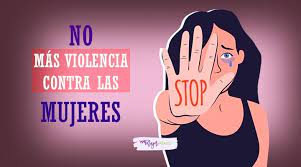 NO
MÁS VIOLENCIA
CONTRA LAS
MUJERES
STOP